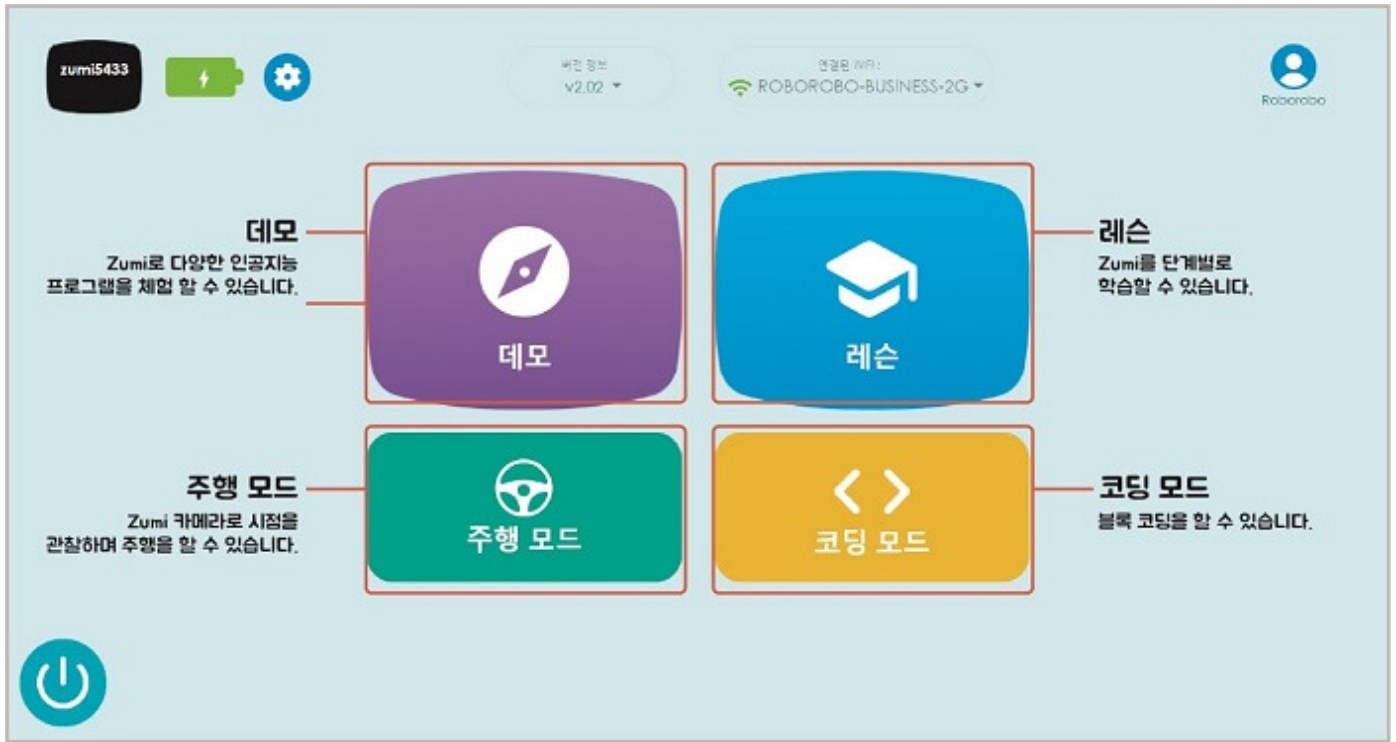 zumi5433
버전 정보
v2.02
연결된 WiFi :
ROBOROBO-BUSINESS-2G
Roborobo
데모
Zumi로 다양한 인공지능
프로그램을 체험 할 수 있습니다.
데모
레슨
레슨
Zumi를 단계별로
학습할 수 있습니다.
주행 모드
Zumi 카메라로 시점을
관찰하며 주행을 할 수 있습니다.
주행 모드
코딩 모드
코딩 모드
블록 코딩을 할 수 있습니다.